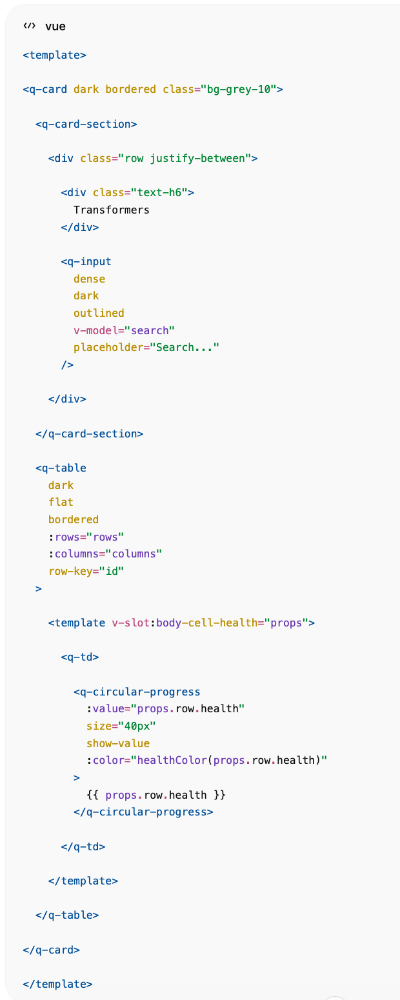 vue
<template>
<q-card dark bordered class="bg-grey-10">
<q-card-section>
<div class="row justify-between">
<div class="text-h6">
Transformers
</div>
<q-input
dense
dark
outlined
v-model="search"
placeholder="Search..."
/>
</div>
</q-card-section>
<q-table
dark
flat
bordered
:rows="rows"
:columns="columns"
row-key="id"
>
<template v-slot:body-cell-health="props">
<q-td>
<q-circular-progress
:value="props.row.health"
size="40px"
show-value
:color="healthColor(props.row.health)"
>
{{ props.row.health }}
</q-circular-progress>
</q-td>
</template>
</q-table>
</q-card>
</template>